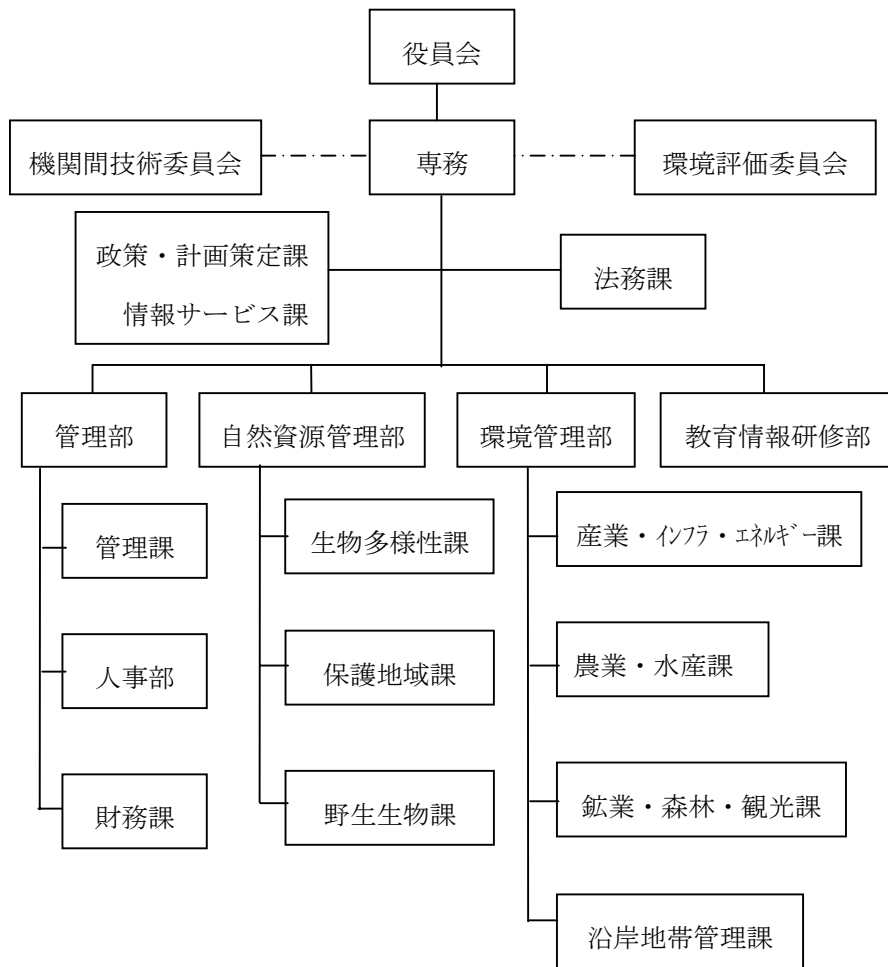 役員会
機関間技術委員会
専務
環境評価委員会
政策・計画策定課
情報サービス課
法務課
管理部
自然資源管理部
環境管理部
教育情報研修部
管理課
生物多様性課
産業・インフラ・エネルギー課
人事部
保護地域課
農業・水産課
財務課
野生生物課
鉱業・森林・観光課
沿岸地帯管理課